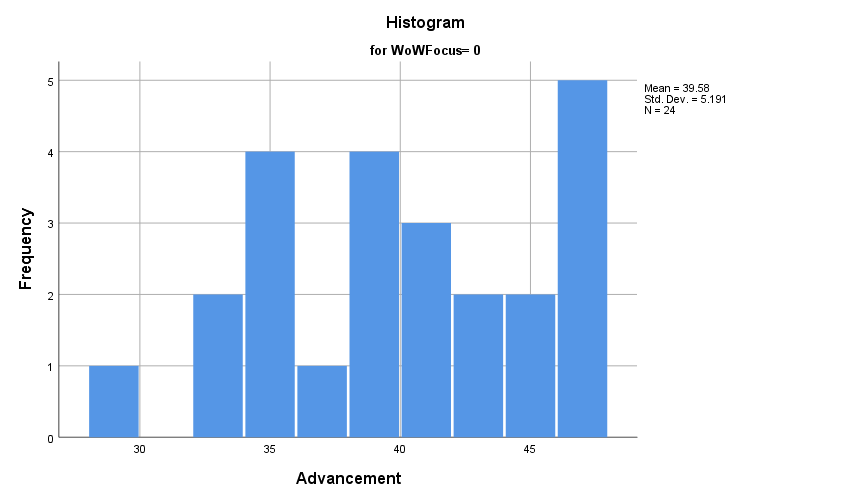 Histogram
for WoWFocus= 0
Mean = 39.58
Std. Dev. = 5.191
N = 24
Frequency
5
4
3
2
1
0
30 35 40 45
Advancement